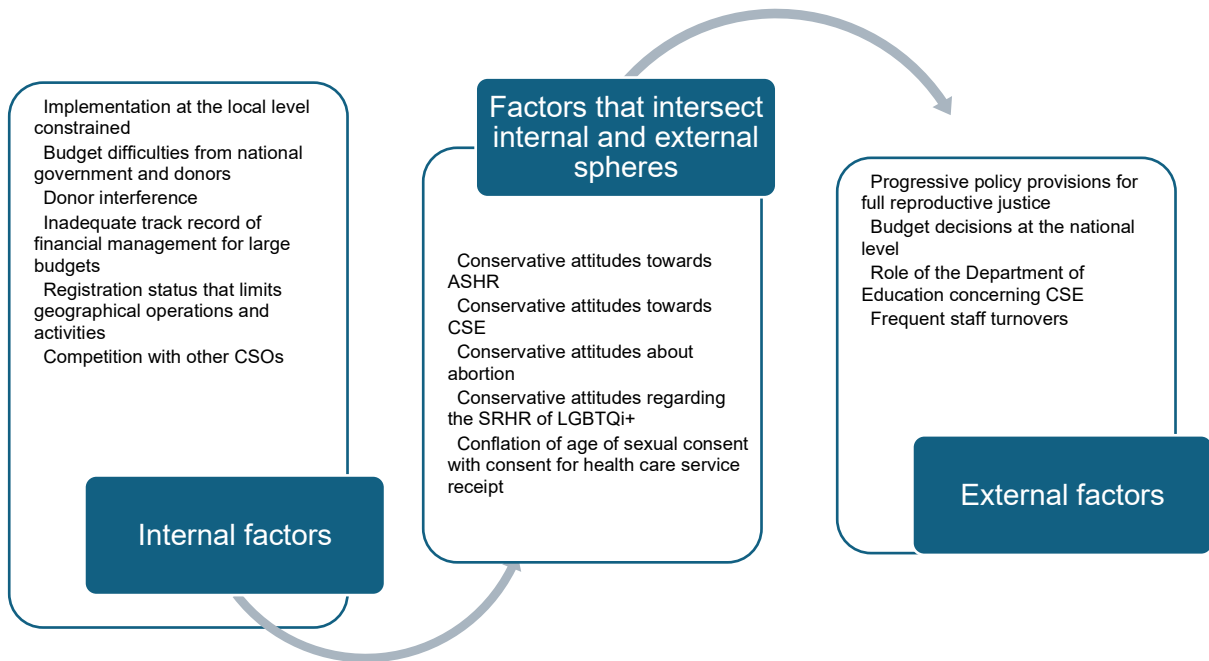 Implementation at the local level
constrained
Budget difficulties from national
government and donors
Donor interference
Inadequate track record of
financial management for large
budgets
Registration status that limits
geographical operations and
activities
Competition with other CSOs
Internal factors
Factors that intersect
internal and external
spheres
Conservative attitudes towards
ASHR
Conservative attitudes towards
CSE
Conservative attitudes about
abortion
Conservative attitudes regarding
the SRHR of LGBTQi+
Conflation of age of sexual consent
with consent for health care service
receipt
Progressive policy provisions for
full reproductive justice
Budget decisions at the national
level
Role of the Department of
Education concerning CSE
Frequent staff turnovers
External factors